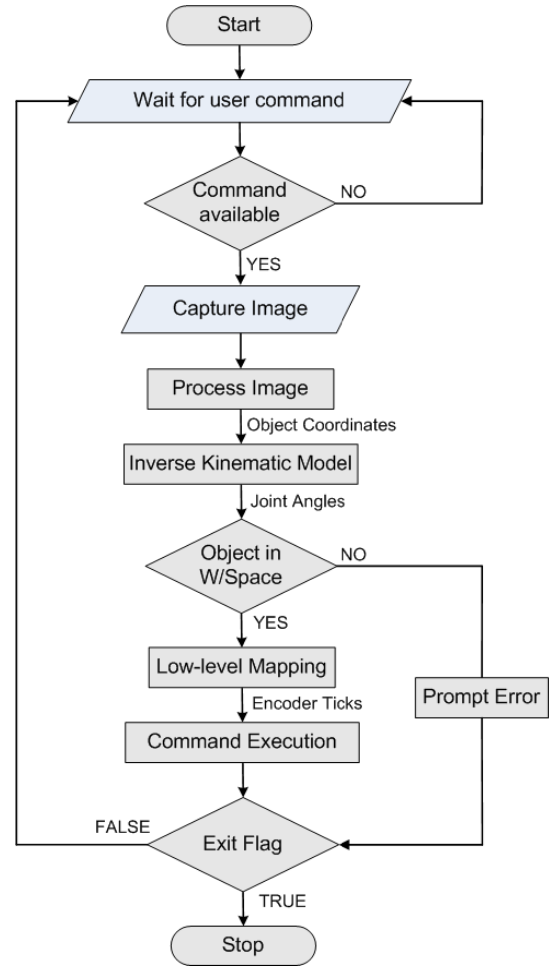 Start
Wait for user command
Command
available
NO
YES
Capture Image
Process Image
Object Coordinates
Inverse Kinematic Model
Joint Angles
Object in
W/Space
NO
YES
Low-level Mapping
Prompt Error
Encoder Ticks
Command Execution
FALSE
Exit Flag
TRUE
Stop